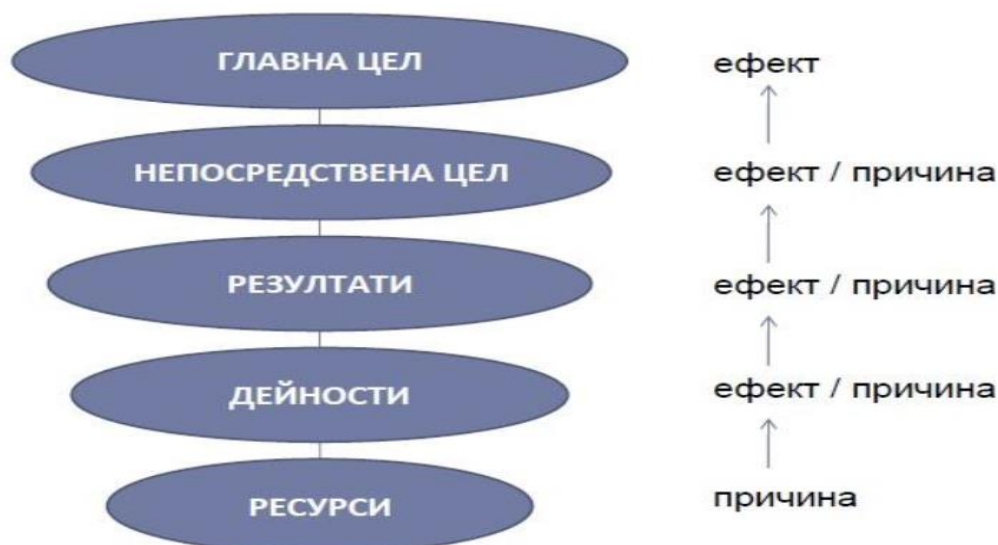 ГЛАВНА ЦЕЛ
ефект
НЕПОСРЕДСТВЕНА ЦЕЛ
ефект / причина
РЕЗУЛТАТИ
ефект / причина
ДЕЙНОСТИ
ефект / причина
РЕСУРСИ
причина